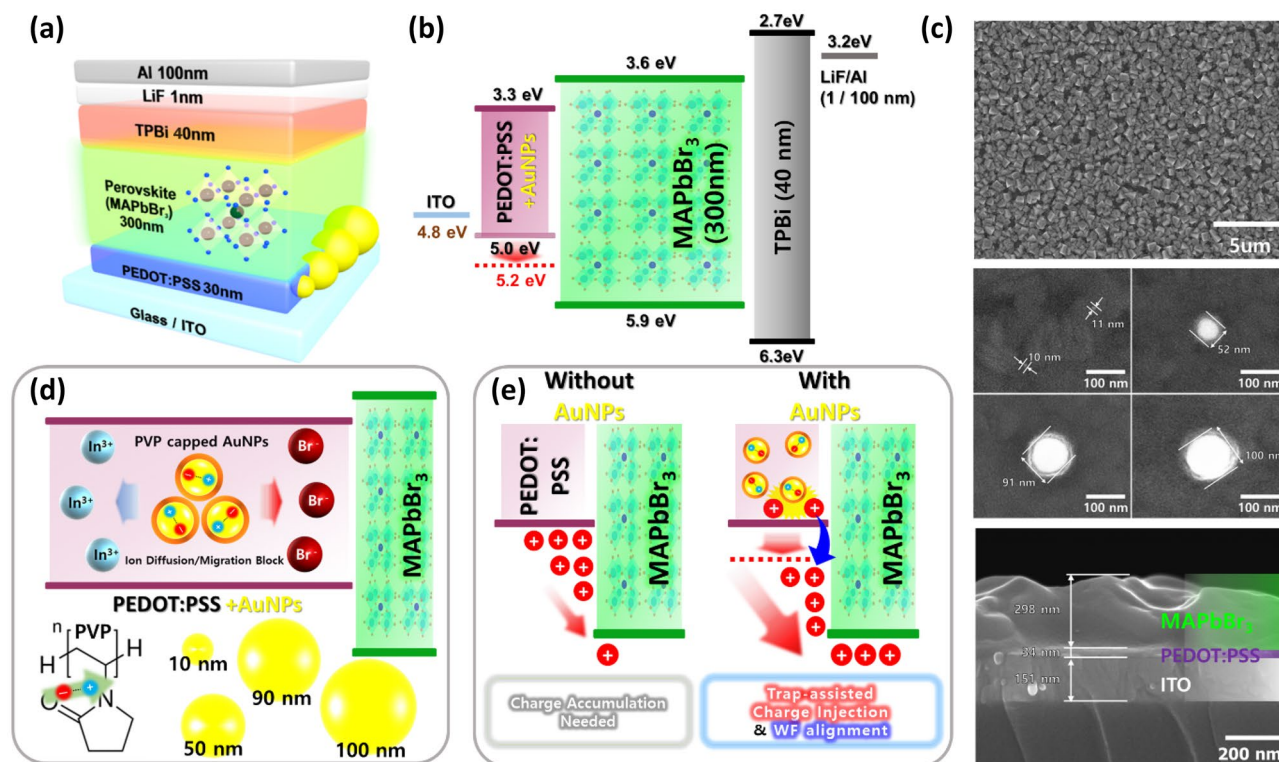 (a)
Al 100nm
LiF 1nm
TPBi 40nm
Perovskite
(MAPbBr₃)
300nm
PEDOT:PSS 30nm
Glass / ITO
(b)
ITO
4.8 eV
3.3 eV
PEDOT:PSS
+AuNPs
5.0 eV
5.2 eV
3.6 eV
MAPbBr₃
(300nm)
5.9 eV
2.7eV
TPBi (40 nm)
6.3eV
3.2eV
LiF/Al
(1 / 100 nm)
(c)
5um
11 nm
10 nm
100 nm
52 nm
100 nm
91 nm
100 nm
100 nm
100 nm
298 nm
34 nm
151 nm
MAPbBr₃
PEDOT:PSS
ITO
200 nm
(d)
In³⁺
In³⁺
In³⁺
PVP capped AuNPs
Br⁻
Br⁻
Br⁻
Ion Diffusion/Migration Block
MAPbBr₃
PEDOT:PSS +AuNPs
n
[PVP]
H
H
O
N
10 nm
90 nm
50 nm
100 nm
(e)
Without
AuNPs
PEDOT:
PSS
MAPbBr₃
Charge Accumulation
Needed
With
AuNPs
MAPbBr₃
Trap-assisted
Charge Injection
& WF alignment